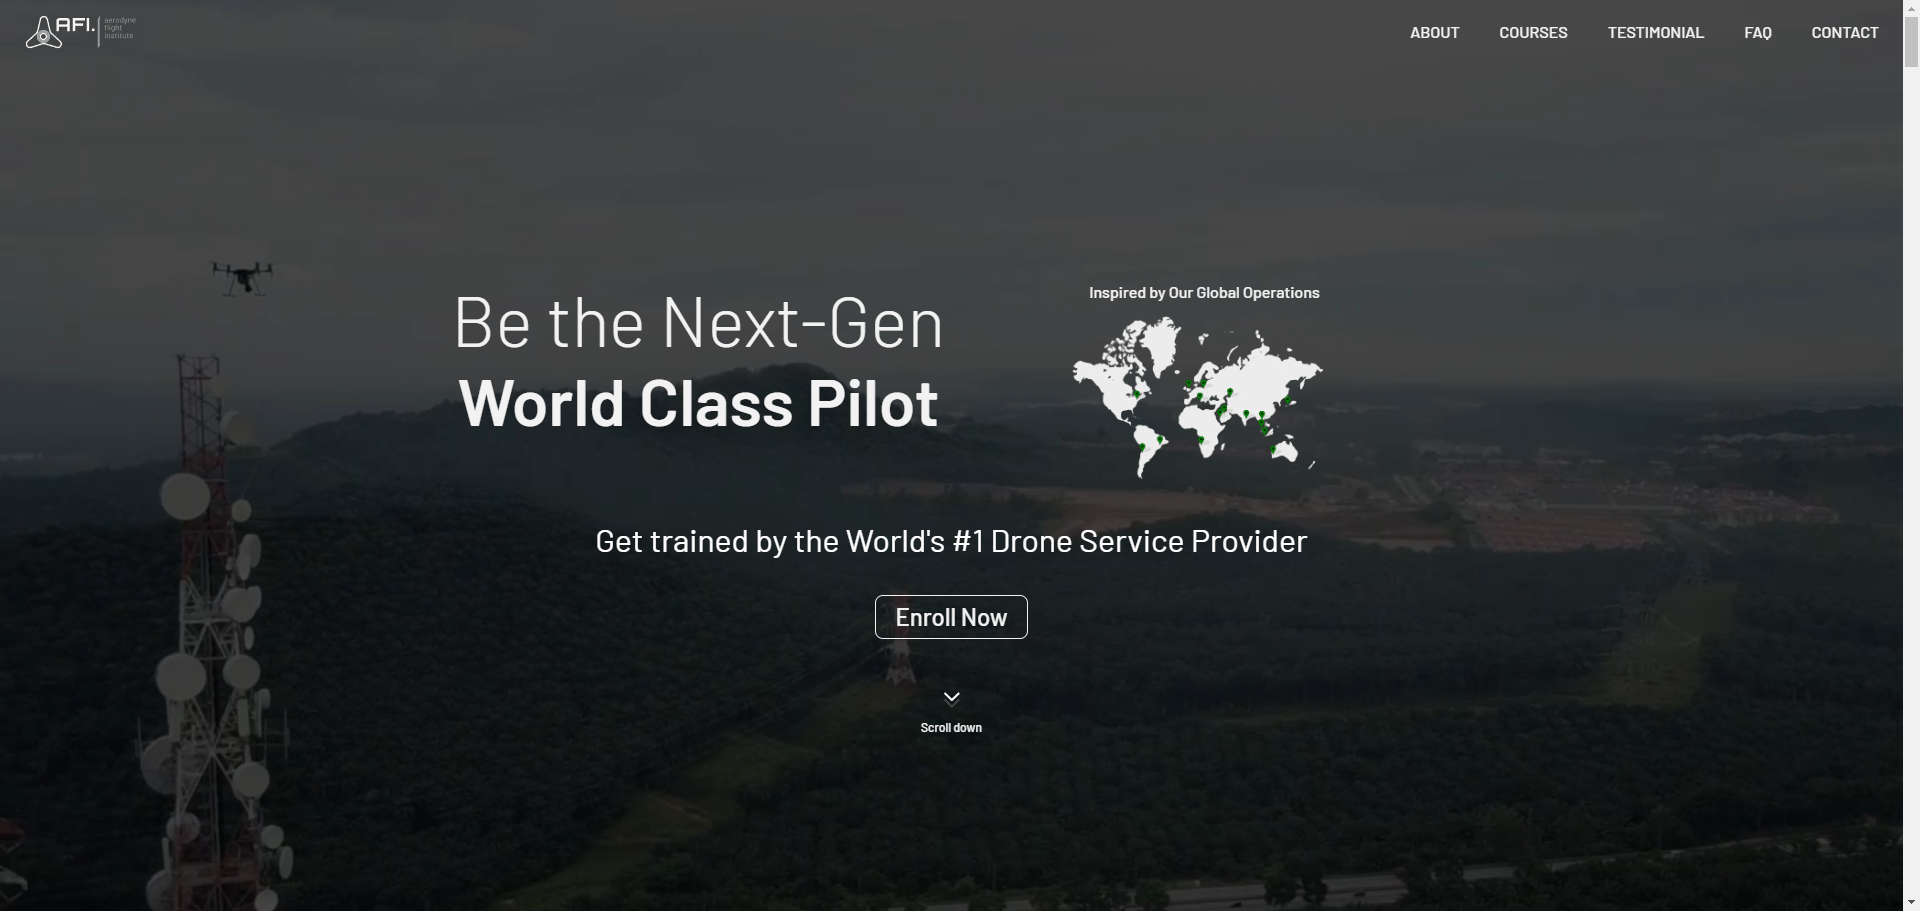 AFI.
aerodyne
flight
institute
ABOUT
COURSES
TESTIMONIAL
FAQ
CONTACT
Be the Next-Gen
World Class Pilot
Inspired by Our Global Operations
Get trained by the World's #1 Drone Service Provider
Enroll Now
Scroll down